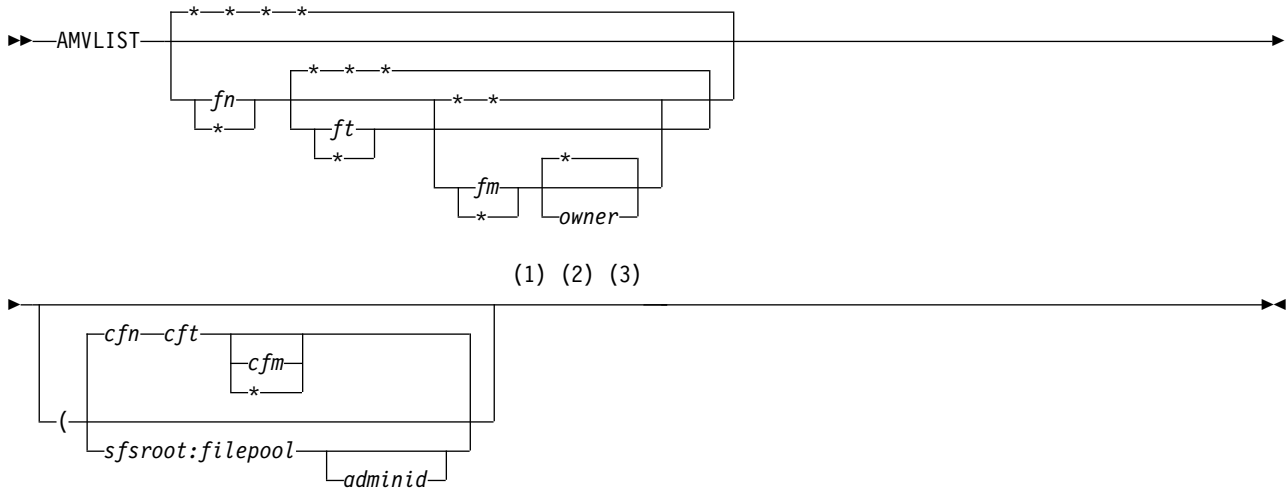 * * * *
AMVLIST
* * *
fn * *
* ft
* *
fm
* owner
(1) (2) (3)
cfn cft
cfm
*
(
sfsroot:filepool
adminid